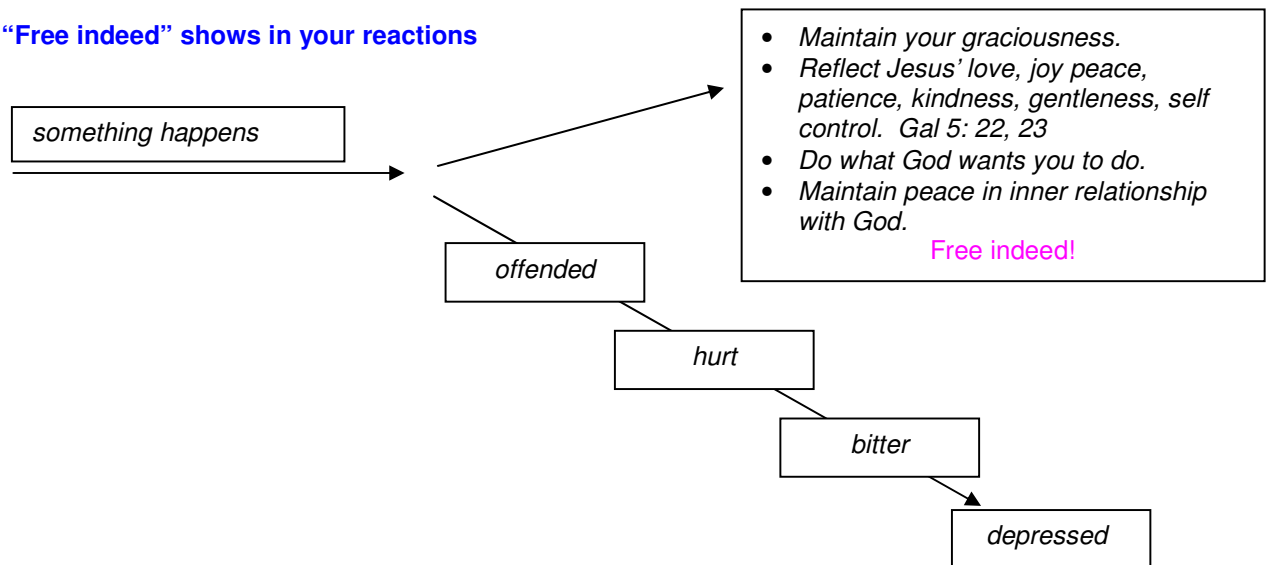 “Free indeed” shows in your reactions
something happens
• Maintain your graciousness.
• Reflect Jesus’ love, joy peace,
patience, kindness, gentleness, self
control.  Gal 5: 22, 23
• Do what God wants you to do.
• Maintain peace in inner relationship
with God.
Free indeed!
offended
hurt
bitter
depressed